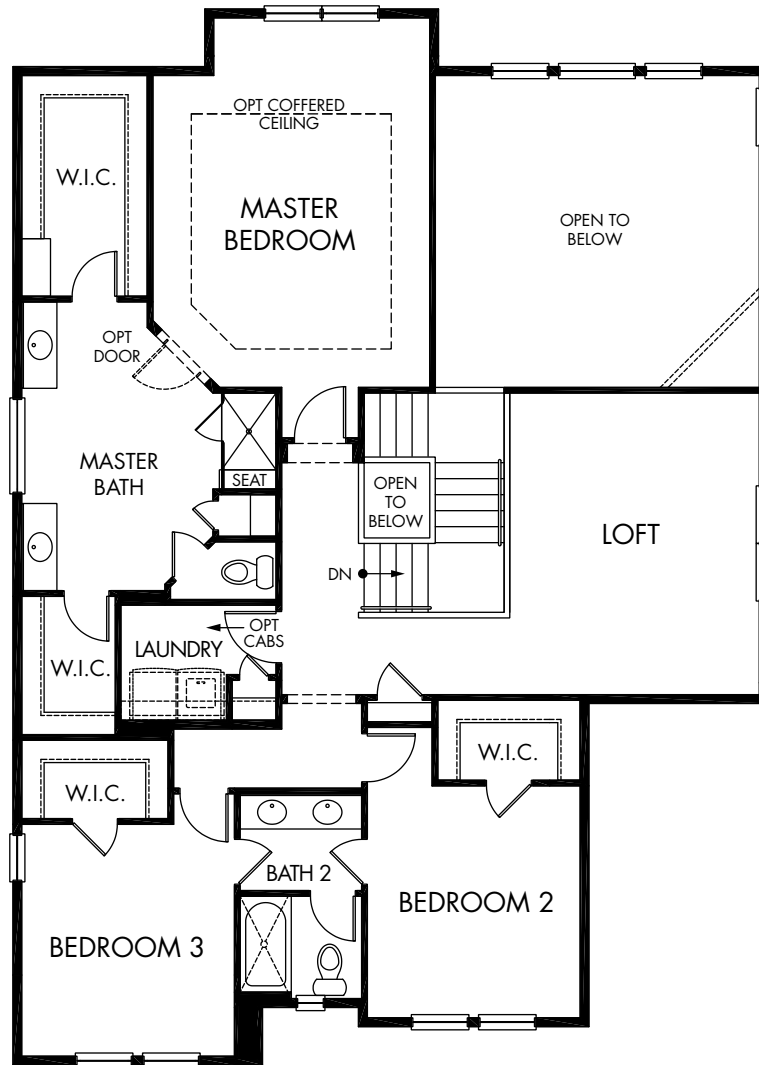 OPT COFFERED
CEILING
W.I.C.
MASTER
BEDROOM
OPEN TO
BELOW
OPT
DOOR
MASTER
BATH
SEAT
OPEN
TO
BELOW
LOFT
DN
OPT
CABS
LAUNDRY
W.I.C.
W.I.C.
W.I.C.
BATH 2
BEDROOM 2
BEDROOM 3